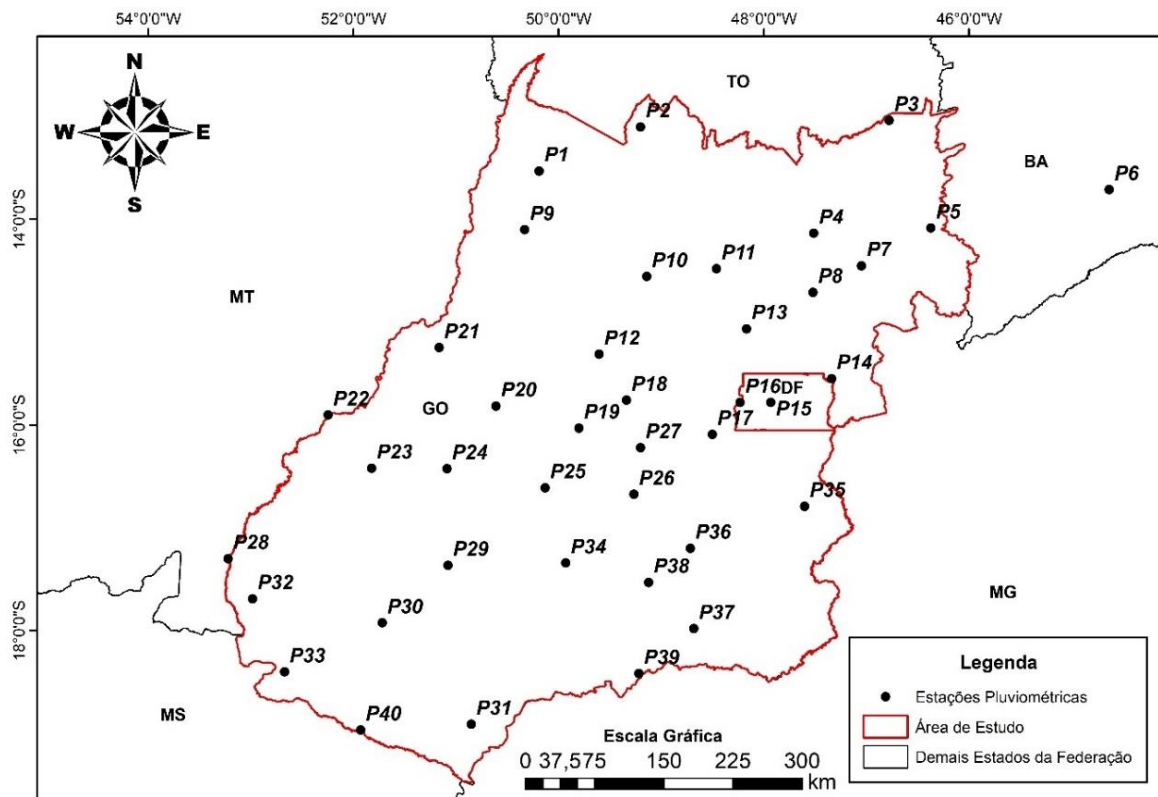 54°0'0"W 52°0'0"W 50°0'0"W 48°0'0"W 46°0'0"W
N
W E
S
TO
P3
P2
BA
P1
P6
14°0'0"S
P9
P4
P5
P10
P11
P7
P8
MT
P13
P21
P12
P14
P22
P20
P18
P16 DF
GO
P19
P17
P15
16°0'0"S
P27
P23
P24
P25
P26
P35
P28
P29
P34
P36
P32
P38
MG
P30
P37
18°0'0"S
P33
P39
MS
P40
P31
Legenda
Estações Pluviométricas
Área de Estudo
Demais Estados da Federação
Escala Gráfica
0 37,575 150 225 300
km